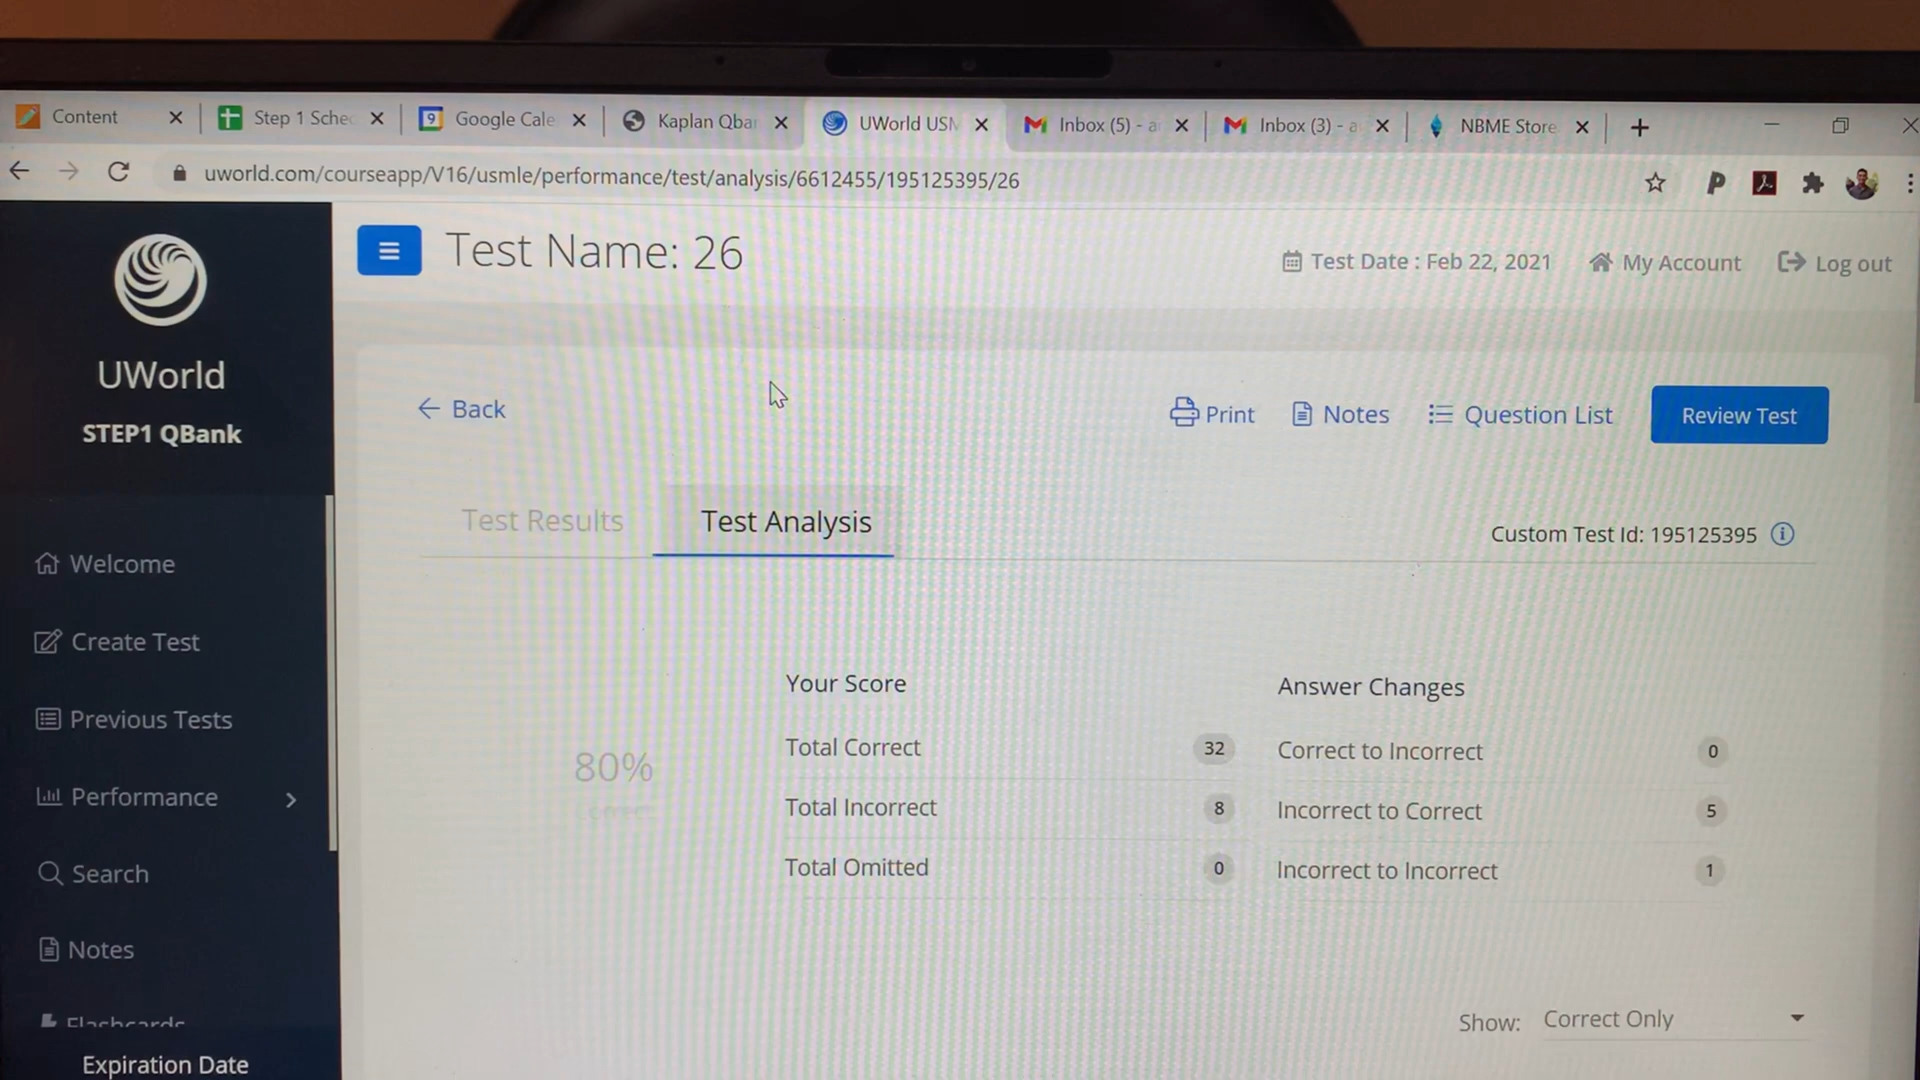 Content
Step 1 Sche
Google Cale
Kaplan Qba
UWorld USM
Inbox (5) - a
Inbox (3) - a
NBME Store
uworld.com/courseapp/V16/usmle/performance/test/analysis/6612455/195125395/26
UWorld
STEP1 QBank
Welcome
Create Test
Previous Tests
Performance
Search
Notes
Flashcards
Expiration Date
Test Name: 26
Test Date : Feb 22, 2021
My Account
Log out
Back
Print
Notes
Question List
Review Test
Test Results
Test Analysis
Custom Test Id: 195125395
80%
Your Score
Total Correct 32
Total Incorrect 8
Total Omitted 0
Answer Changes
Correct to Incorrect 0
Incorrect to Correct 5
Incorrect to Incorrect 1
Show: Correct Only